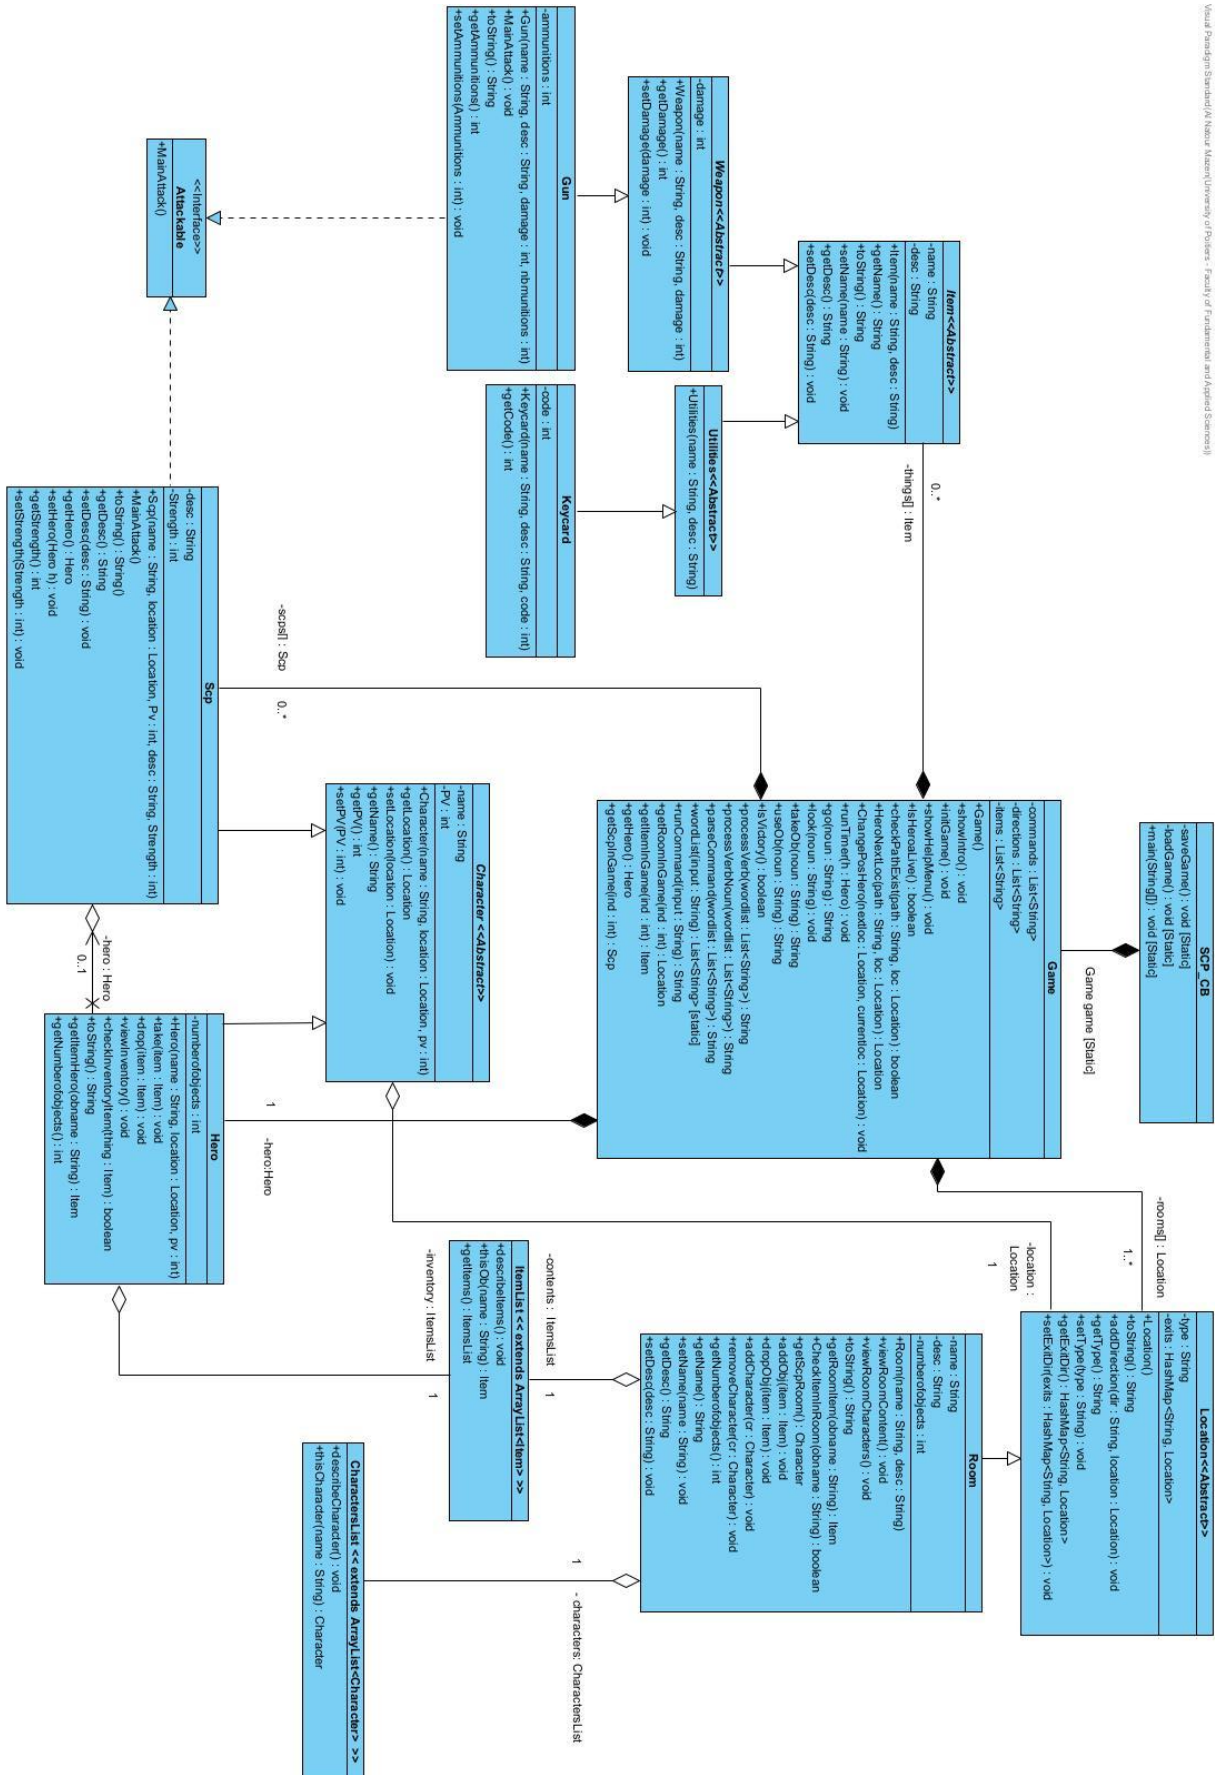 Visual Paradigm Standard(Al Natour Mazen(University of Poitiers - Faculty of Fundamental and Applied Sciences))
SCP_CB
-saveGame() : void [Static]
-loadGame() : void [Static]
+main(String[]) : void [Static]
Game game [Static]
Location<<Abstract>>
-type : String
-exits : HashMap<String, Location>
+Location()
+toString() : String
+addDirection(dir : String, location : Location) : void
+getType() : String
+setType(type : String) : void
+getExitDir() : HashMap<String, Location>
+setExitDir(exits : HashMap<String, Location>) : void
-rooms[] : Location
1..*
-location :
Location
1
Item<<Abstract>>
-name : String
-desc : String
+Item(name : String, desc : String)
+getName() : String
+toString() : String
+setName(name : String) : void
+getDesc() : String
+setDesc(desc : String) : void
0..*
-things[] : Item
Game
-commands : List<String>
-directions : List<String>
-items : List<String>
+Game()
+showIntro() : void
+initGame() : void
+showHelpMenu() : void
+IsHeroaLive() : boolean
+checkPathExist(path : String, loc : Location) : boolean
+HeroNextLoc(path : String, loc : Location) : Location
+ChangePosHero(nextloc : Location, currentloc : Location) : void
+runTimer(h : Hero) : void
+go(noun : String) : String
+look(noun : String) : void
+takeOb(noun : String) : String
+useOb(noun : String) : String
+IsVictory() : boolean
+processVerb(wordlist : List<String>) : String
+processVerbNoun(wordlist : List<String>) : String
+parseCommand(wordlist : List<String>) : String
+wordList(input : String) : List<String> [static]
+runCommand(input : String) : String
+getRoomInGame(ind : int) : Location
+getItemInGame(ind : int) : Item
+getHero() : Hero
+getScpInGame(ind : int) : Scp
Room
-name : String
-desc : String
-numberofobjects : int
+Room(name : String, desc : String)
+viewRoomContent() : void
+viewRoomCharacters() : void
+toString() : String
+getRoomItem(obname : String) : Item
+CheckItemInRoom(obname : String) : boolean
+getScpRoom() : Character
+addObj(item : Item) : void
+dropObj(item : Item) : void
+addCharacter(cr : Character) : void
+removeCharacter(cr : Character) : void
+getNumberofobjects() : int
+getName() : String
+setName(name : String) : void
+getDesc() : String
+setDesc(desc : String) : void
Weapon<<Abstract>>
-damage : int
+Weapon(name : String, desc : String, damage : int)
+getDamage() : int
+setDamage(damage : int) : void
Utilities<<Abstract>>
+Utilities(name : String, desc : String)
Gun
-ammunitions : int
+Gun(name : String, desc : String, damage : int, nbmunitions : int)
+MainAttack() : void
+toString() : String
+getAmmunitions() : int
+setAmmunitions(Ammunitions : int) : void
Keycard
-code : int
+Keycard(name : String, desc : String, code : int)
+getCode() : int
-contents : ItemsList
1
ItemList << extends ArrayList<Item> >>
+describeItems() : void
+thisOb(name : String) : Item
+getItems() : ItemsList
-inventory : ItemsList
1
1
- characters: CharactersList
Character <<Abstract>>
-name : String
-PV : int
+Character(name : String, location : Location, pv : int)
+getLocation() : Location
+setLocation(location : Location) : void
+getName() : String
+getPV() : int
+setPV(PV : int) : void
CharactersList << extends ArrayList<Character> >>
+describeCharacter() : void
+thisCharacter(name : String) : Character
-scps[] : Scp
0..*
1
-hero:Hero
<<Interface>>
Attackable
+MainAttack()
Scp
-desc : String
-Strength : int
+Scp(name : String, location : Location, Pv : int, desc : String, Strength : int)
+MainAttack()
+toString() : String()
+getDesc() : String
+setDesc(desc : String) : void
+getHero() : Hero
+setHero(Hero h) : void
+getStrength() : int
+setStrength(Strength : int) : void
-hero : Hero
0..1
Hero
-numberofobjects : int
+Hero(name : String, location : Location, pv : int)
+take(item : Item) : void
+drop(item : Item) : void
+viewInventory() : void
+checkInventoryItem(thing : Item) : boolean
+toString() : String
+getItemHero(obname : String) : Item
+getNumberofobjects() : int